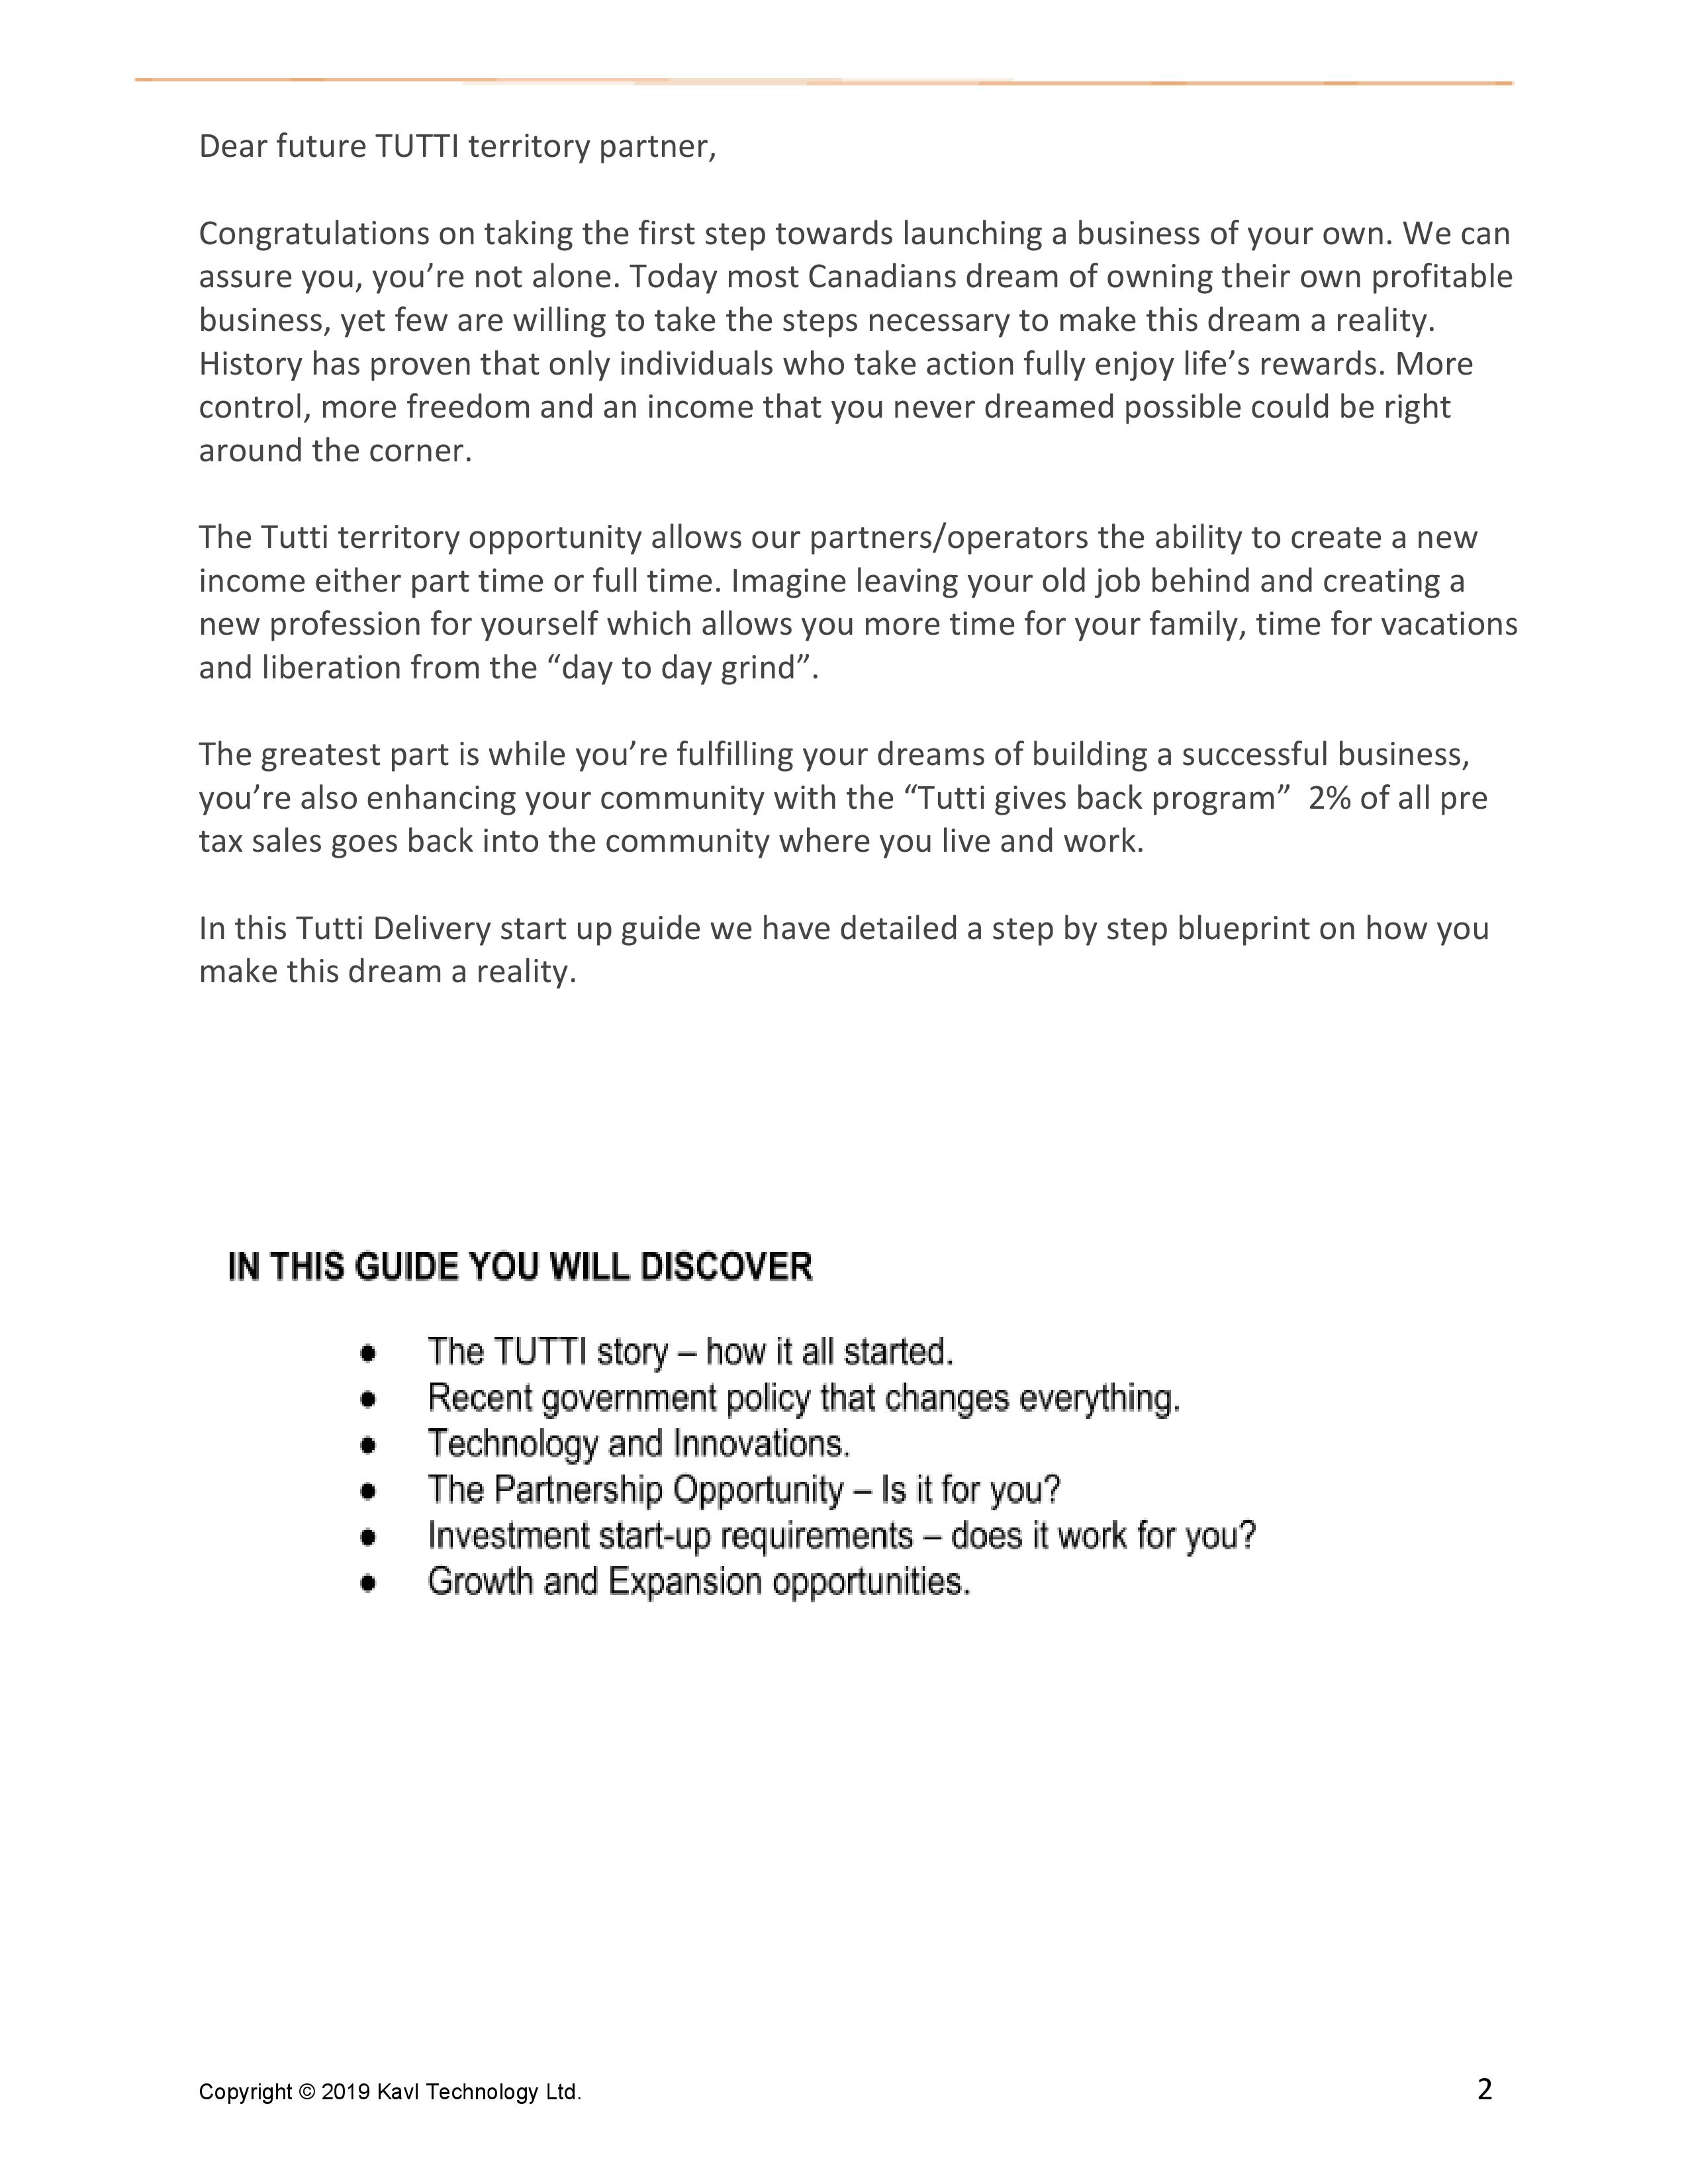 Dear future TUTTI territory partner,
Congratulations on taking the first step towards launching a business of your own. We can
assure you, you’re not alone. Today most Canadians dream of owning their own profitable
business, yet few are willing to take the steps necessary to make this dream a reality.
History has proven that only individuals who take action fully enjoy life’s rewards. More
control, more freedom and an income that you never dreamed possible could be right
around the corner.
The Tutti territory opportunity allows our partners/operators the ability to create a new
income either part time or full time. Imagine leaving your old job behind and creating a
new profession for yourself which allows you more time for your family, time for vacations
and liberation from the “day to day grind”.
The greatest part is while you’re fulfilling your dreams of building a successful business,
you’re also enhancing your community with the “Tutti gives back program”  2% of all pre
tax sales goes back into the community where you live and work.
In this Tutti Delivery start up guide we have detailed a step by step blueprint on how you
make this dream a reality.
IN THIS GUIDE YOU WILL DISCOVER
● The TUTTI story – how it all started.
● Recent government policy that changes everything.
● Technology and Innovations.
● The Partnership Opportunity – Is it for you?
● Investment start-up requirements – does it work for you?
● Growth and Expansion opportunities.
Copyright © 2019 Kavl Technology Ltd. 2